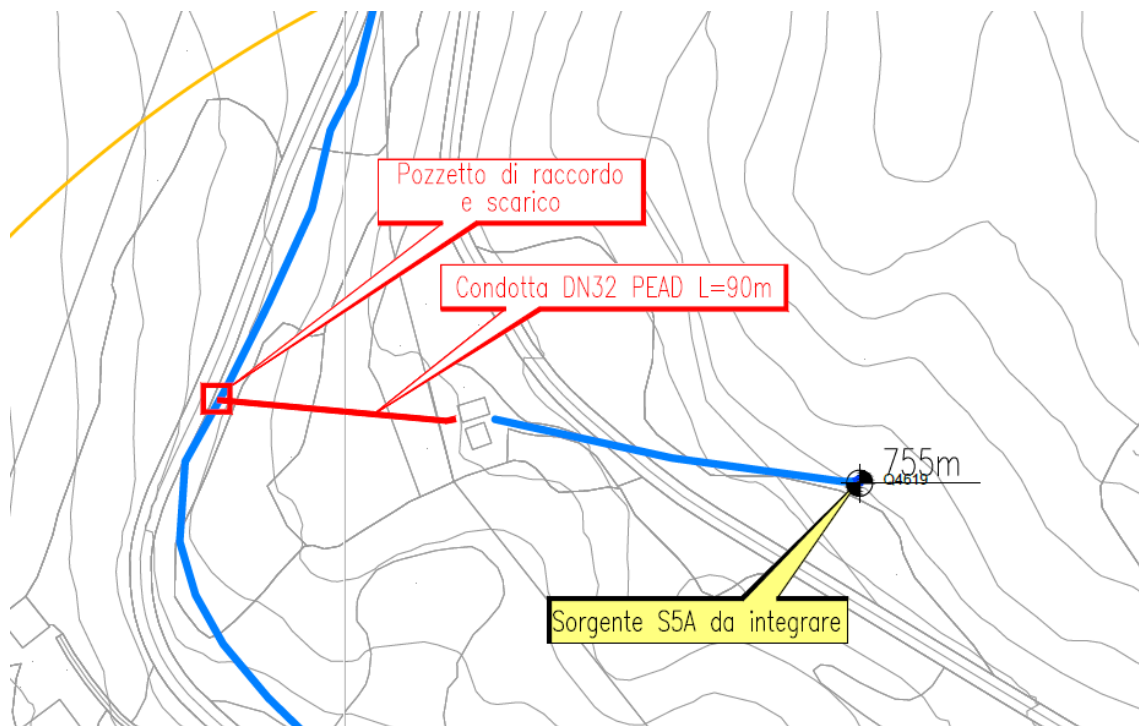 Pozzetto di raccordo
e scarico
Condotta DN32 PEAD L=90m
755m
Q4519
Sorgente S5A da integrare